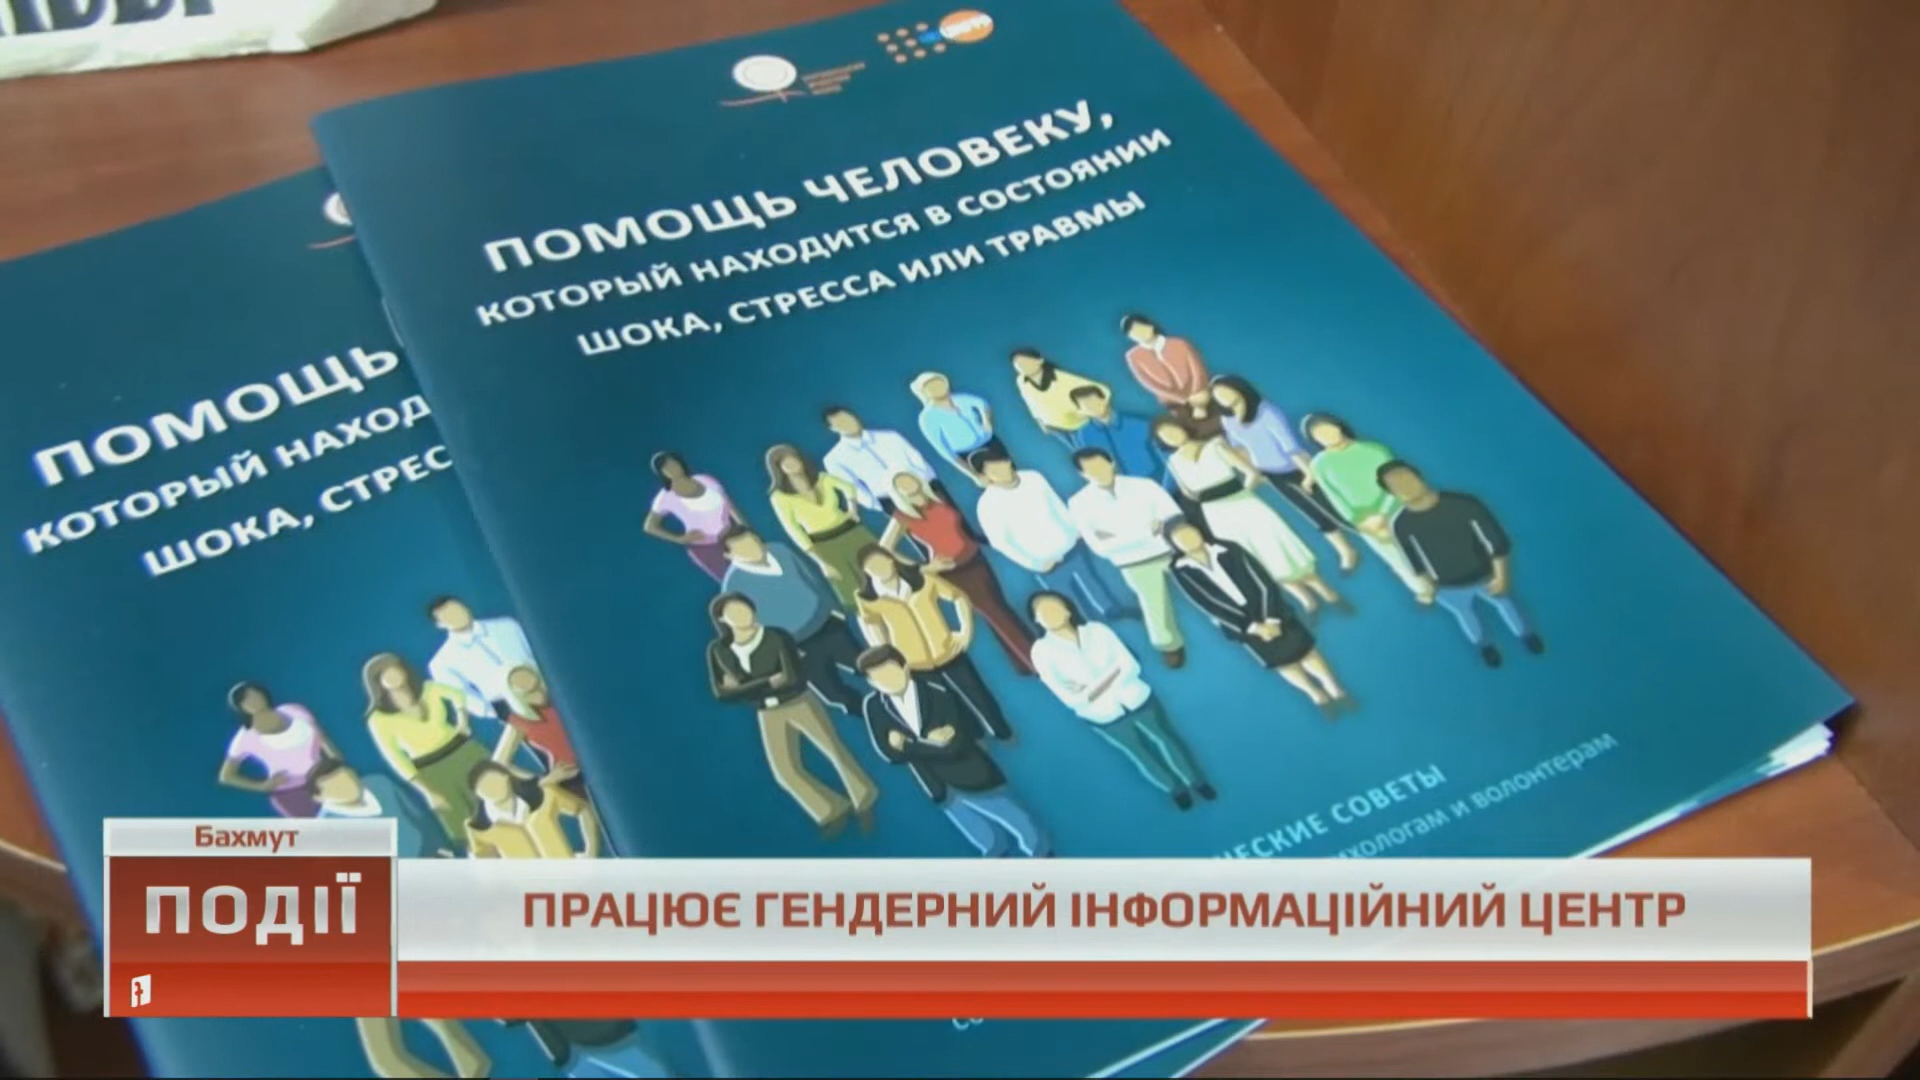 ПОМОЩЬ ЧЕЛОВЕКУ,
КОТОРЫЙ НАХОДИТСЯ В СОСТОЯНИИ
ШОКА, СТРЕССА ИЛИ ТРАВМЫ
ПОМОЩЬ
КОТОРЫЙ НАХОД
ШОКА, СТРЕС
ЧЕСКИЕ СОВЕТЫ
ихологам и волонтерам
Бахмут
ПОДІЇ
ПРАЦЮЄ ГЕНДЕРНИЙ ІНФОРМАЦІЙНИЙ ЦЕНТР